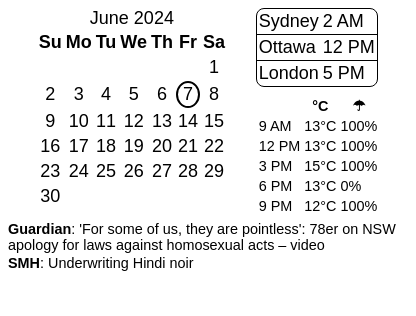 June 2024
Su Mo Tu We Th Fr Sa
1
2 3 4 5 6 7 8
9 10 11 12 13 14 15
16 17 18 19 20 21 22
23 24 25 26 27 28 29
30
Sydney 2 AM
Ottawa 12 PM
London 5 PM
°C ☂
9 AM 13°C 100%
12 PM 13°C 100%
3 PM 15°C 100%
6 PM 13°C 0%
9 PM 12°C 100%
Guardian: 'For some of us, they are pointless': 78er on NSW
apology for laws against homosexual acts – video
SMH: Underwriting Hindi noir